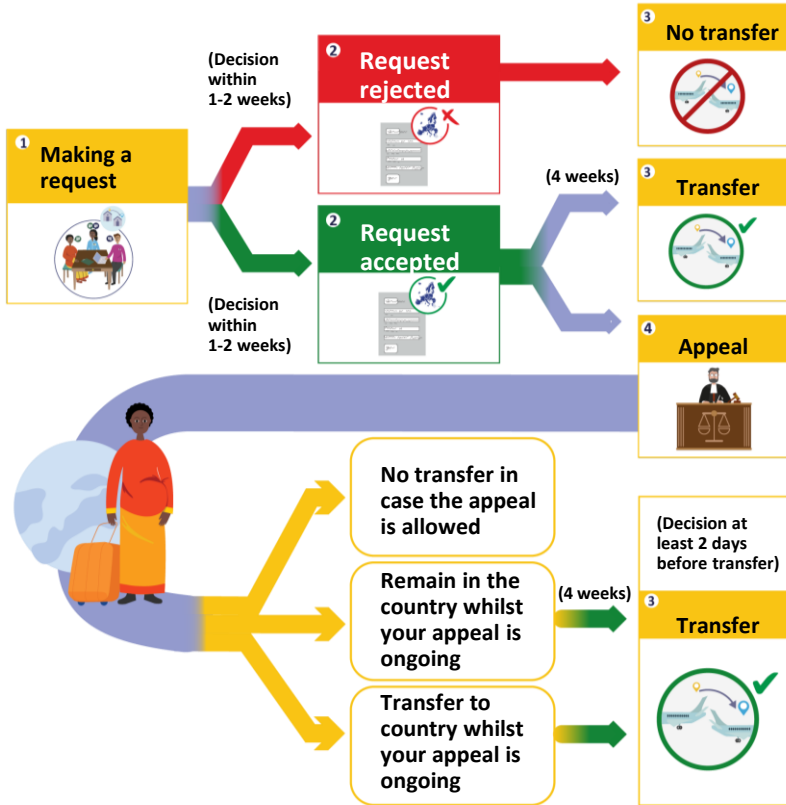 1
Making a
request
(Decision
within
1-2 weeks)
2
Request
rejected
3
No transfer
(Decision
within
1-2 weeks)
2
Request
accepted
(4 weeks)
3
Transfer
4
Appeal
No transfer in
case the appeal
is allowed
Remain in the
country whilst
your appeal is
ongoing
(4 weeks)
Transfer to
country whilst
your appeal is
ongoing
(Decision at
least 2 days
before transfer)
3
Transfer